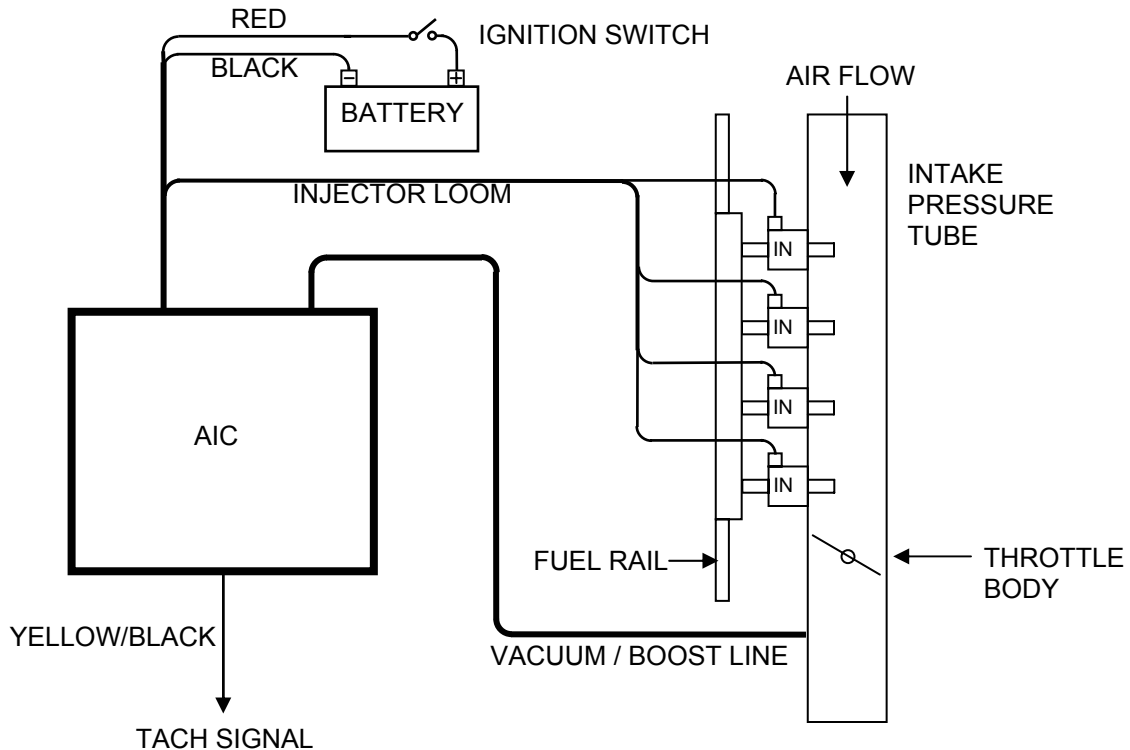 RED
IGNITION SWITCH
BLACK
AIR FLOW
BATTERY
INJECTOR LOOM
INTAKE
PRESSURE
TUBE
IN
IN
IN
IN
AIC
FUEL RAIL
THROTTLE
BODY
YELLOW/BLACK
VACUUM / BOOST LINE
TACH SIGNAL